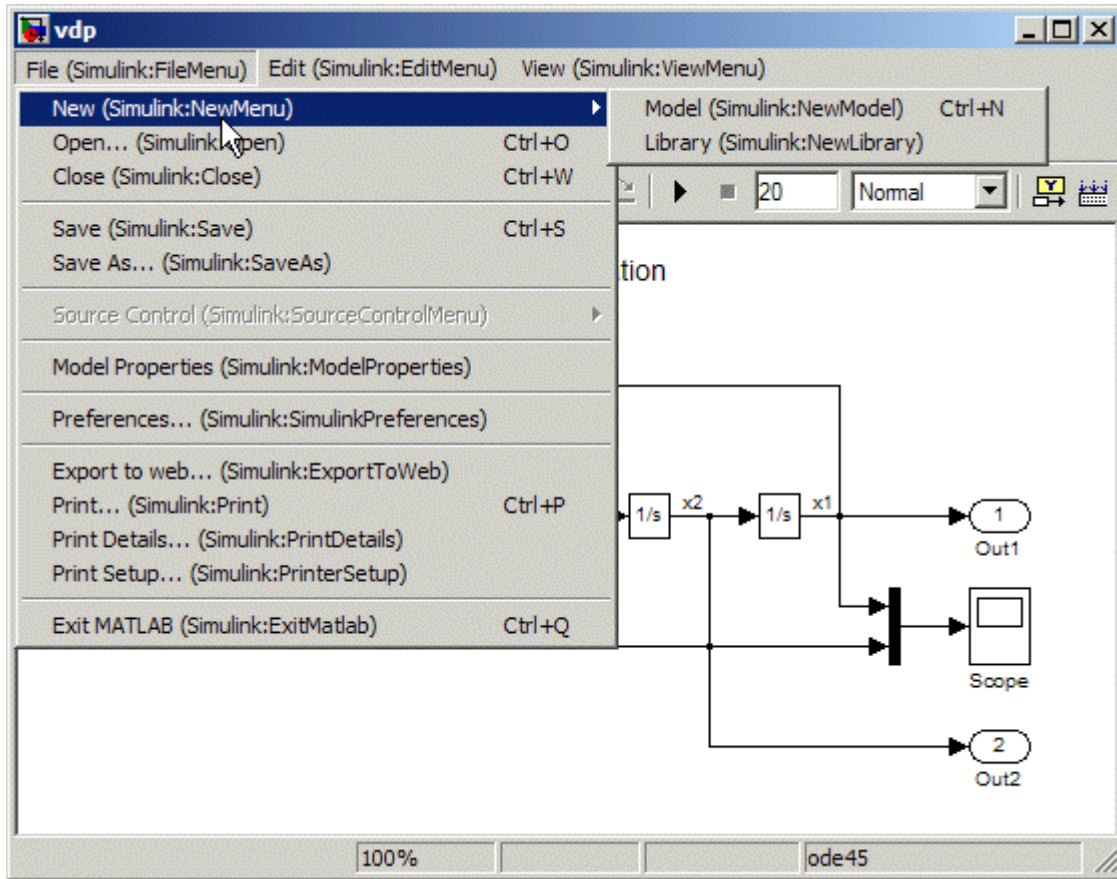 vdp
File (Simulink:FileMenu) Edit (Simulink:EditMenu) View (Simulink:ViewMenu)
New (Simulink:NewMenu)
Model (Simulink:NewModel) Ctrl+N
Open... (Simulink:Open) Ctrl+O
Library (Simulink:NewLibrary)
Close (Simulink:Close) Ctrl+W
20 Normal
Save (Simulink:Save) Ctrl+S
Save As... (Simulink:SaveAs)
tion
Source Control (Simulink:SourceControlMenu)
Model Properties (Simulink:ModelProperties)
Preferences... (Simulink:SimulinkPreferences)
Export to web... (Simulink:ExportToWeb)
Print... (Simulink:Print) Ctrl+P
Print Details... (Simulink:PrintDetails)
Print Setup... (Simulink:PrinterSetup)
Exit MATLAB (Simulink:ExitMatlab) Ctrl+Q
1/s x2 1/s x1 1
Out1
Scope
2
Out2
100% ode45